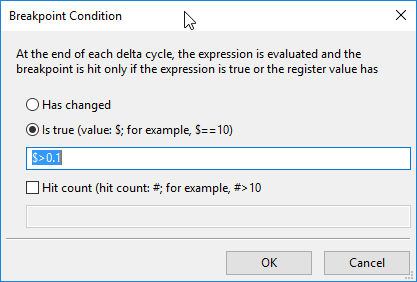 Breakpoint Condition
At the end of each delta cycle, the expression is evaluated and the
breakpoint is hit only if the expression is true or the register value has
Has changed
Is true (value: $; for example, $==10)
$>0.1
Hit count (hit count: #; for example, #>10
OK Cancel